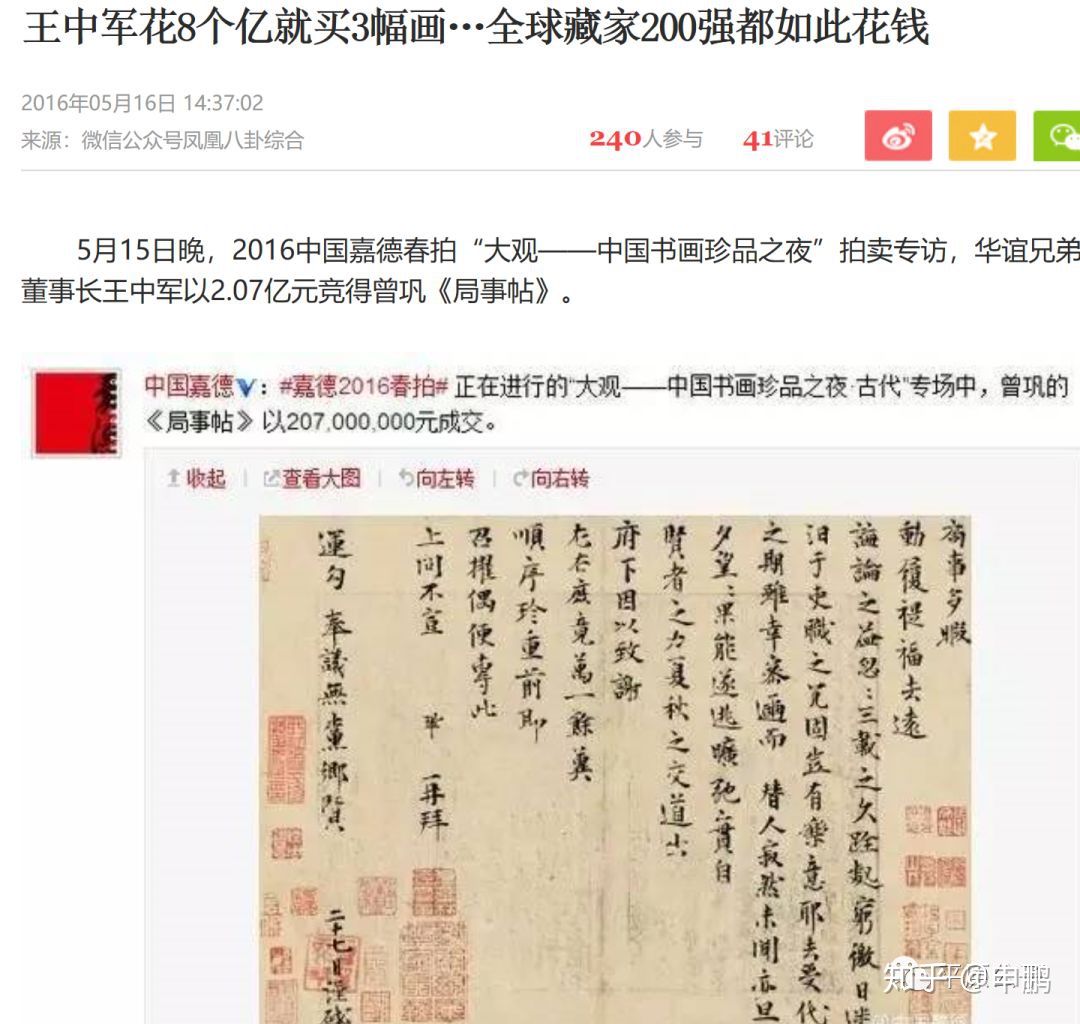 王中军花8个亿就买3幅画…全球藏家200强都如此花钱
2016年05月16日 14:37:02
来源：微信公众号凤凰八卦综合
240人参与 41评论
5月15日晚，2016中国嘉德春拍“大观——中国书画珍品之夜”拍卖专访，华谊兄弟
董事长王中军以2.07亿元竞得曾巩《局事帖》。
中国嘉德V：#嘉德2016春拍# 正在进行的“大观——中国书画珍品之夜·古代”专场中，曾巩的
《局事帖》以207,000,000元成交。
收起 | 查看大图 | 向左转 | 向右转
局事多暇
動履禔福去遠
論之益忽:三載之久跧處窮徼日迷
汨于吏職之冗固豈有樂意耶去受代
之期雖幸密邇而 替人寂然未聞亦旦
夕望:果能遂逃曠弛實自
賢者之力夏秋之交道出
府下因以致謝
左右庶竟萬一餘冀
順序珍重前即
召擢偶便專此
上問不宣 鞏 再拜
運勾 奉議無黨鄉賢
二十七日謹
知乎 @申鹏